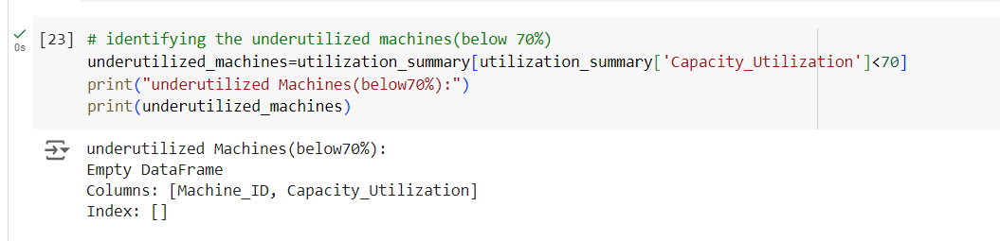 [23] # identifying the underutilized machines(below 70%)
0s
underutilized_machines=utilization_summary[utilization_summary['Capacity_Utilization']<70]
print("underutilized Machines(below70%):")
print(underutilized_machines)
underutilized Machines(below70%):
Empty DataFrame
Columns: [Machine_ID, Capacity_Utilization]
Index: []